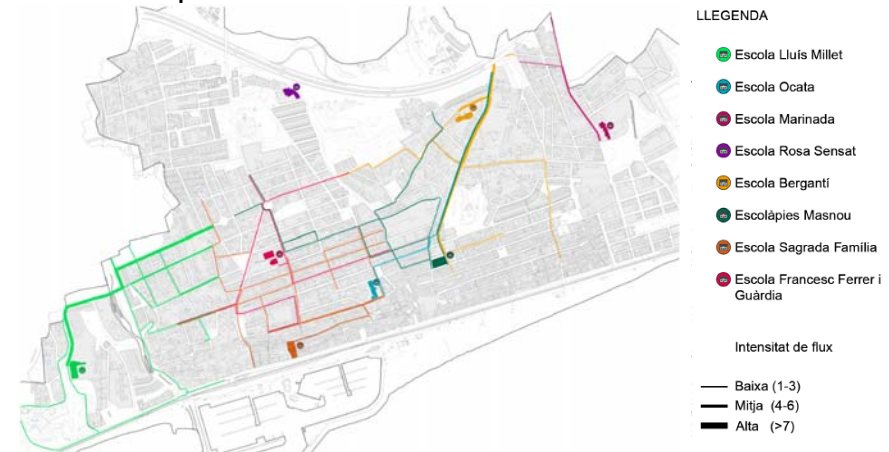 LLEGENDA
Escola Lluís Millet
Escola Ocata
Escola Marinada
Escola Rosa Sensat
Escola Bergantí
Escolàpies Masnou
Escola Sagrada Família
Escola Francesc Ferrer i
Guàrdia
Intensitat de flux
Baixa (1-3)
Mitja (4-6)
Alta (>7)